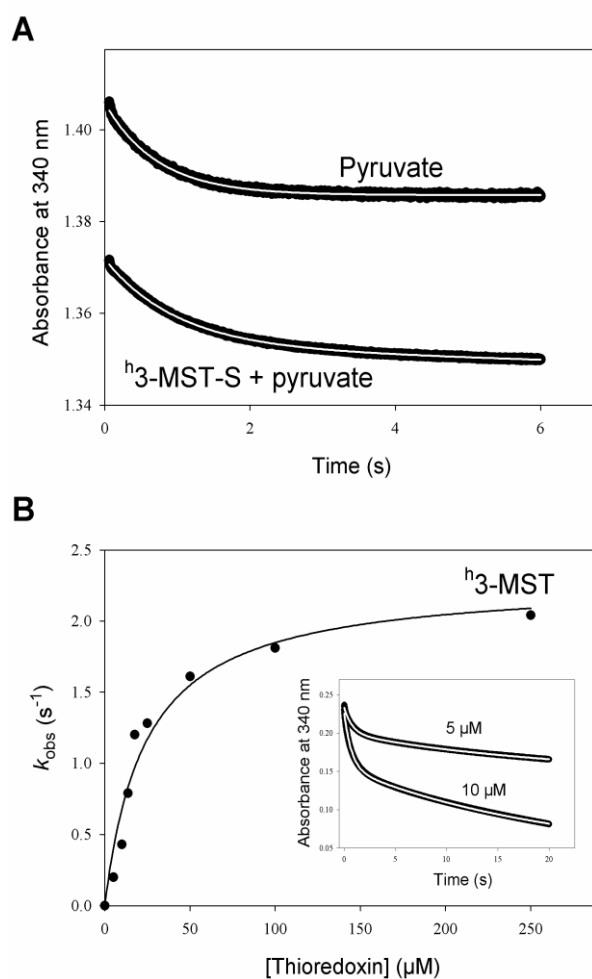 A
Absorbance at 340 nm
1.40
1.38
1.36
1.34
Pyruvate
ʰ3-MST-S + pyruvate
0
2
4
6
Time (s)
B
kobs (s⁻¹)
2.5
2.0
1.5
1.0
0.5
0.0
ʰ3-MST
Absorbance at 340 nm
0.25
0.20
0.15
0.10
0.05
5 µM
10 µM
0
5
10
15
20
Time (s)
0
50
100
150
200
250
[Thioredoxin] (µM)